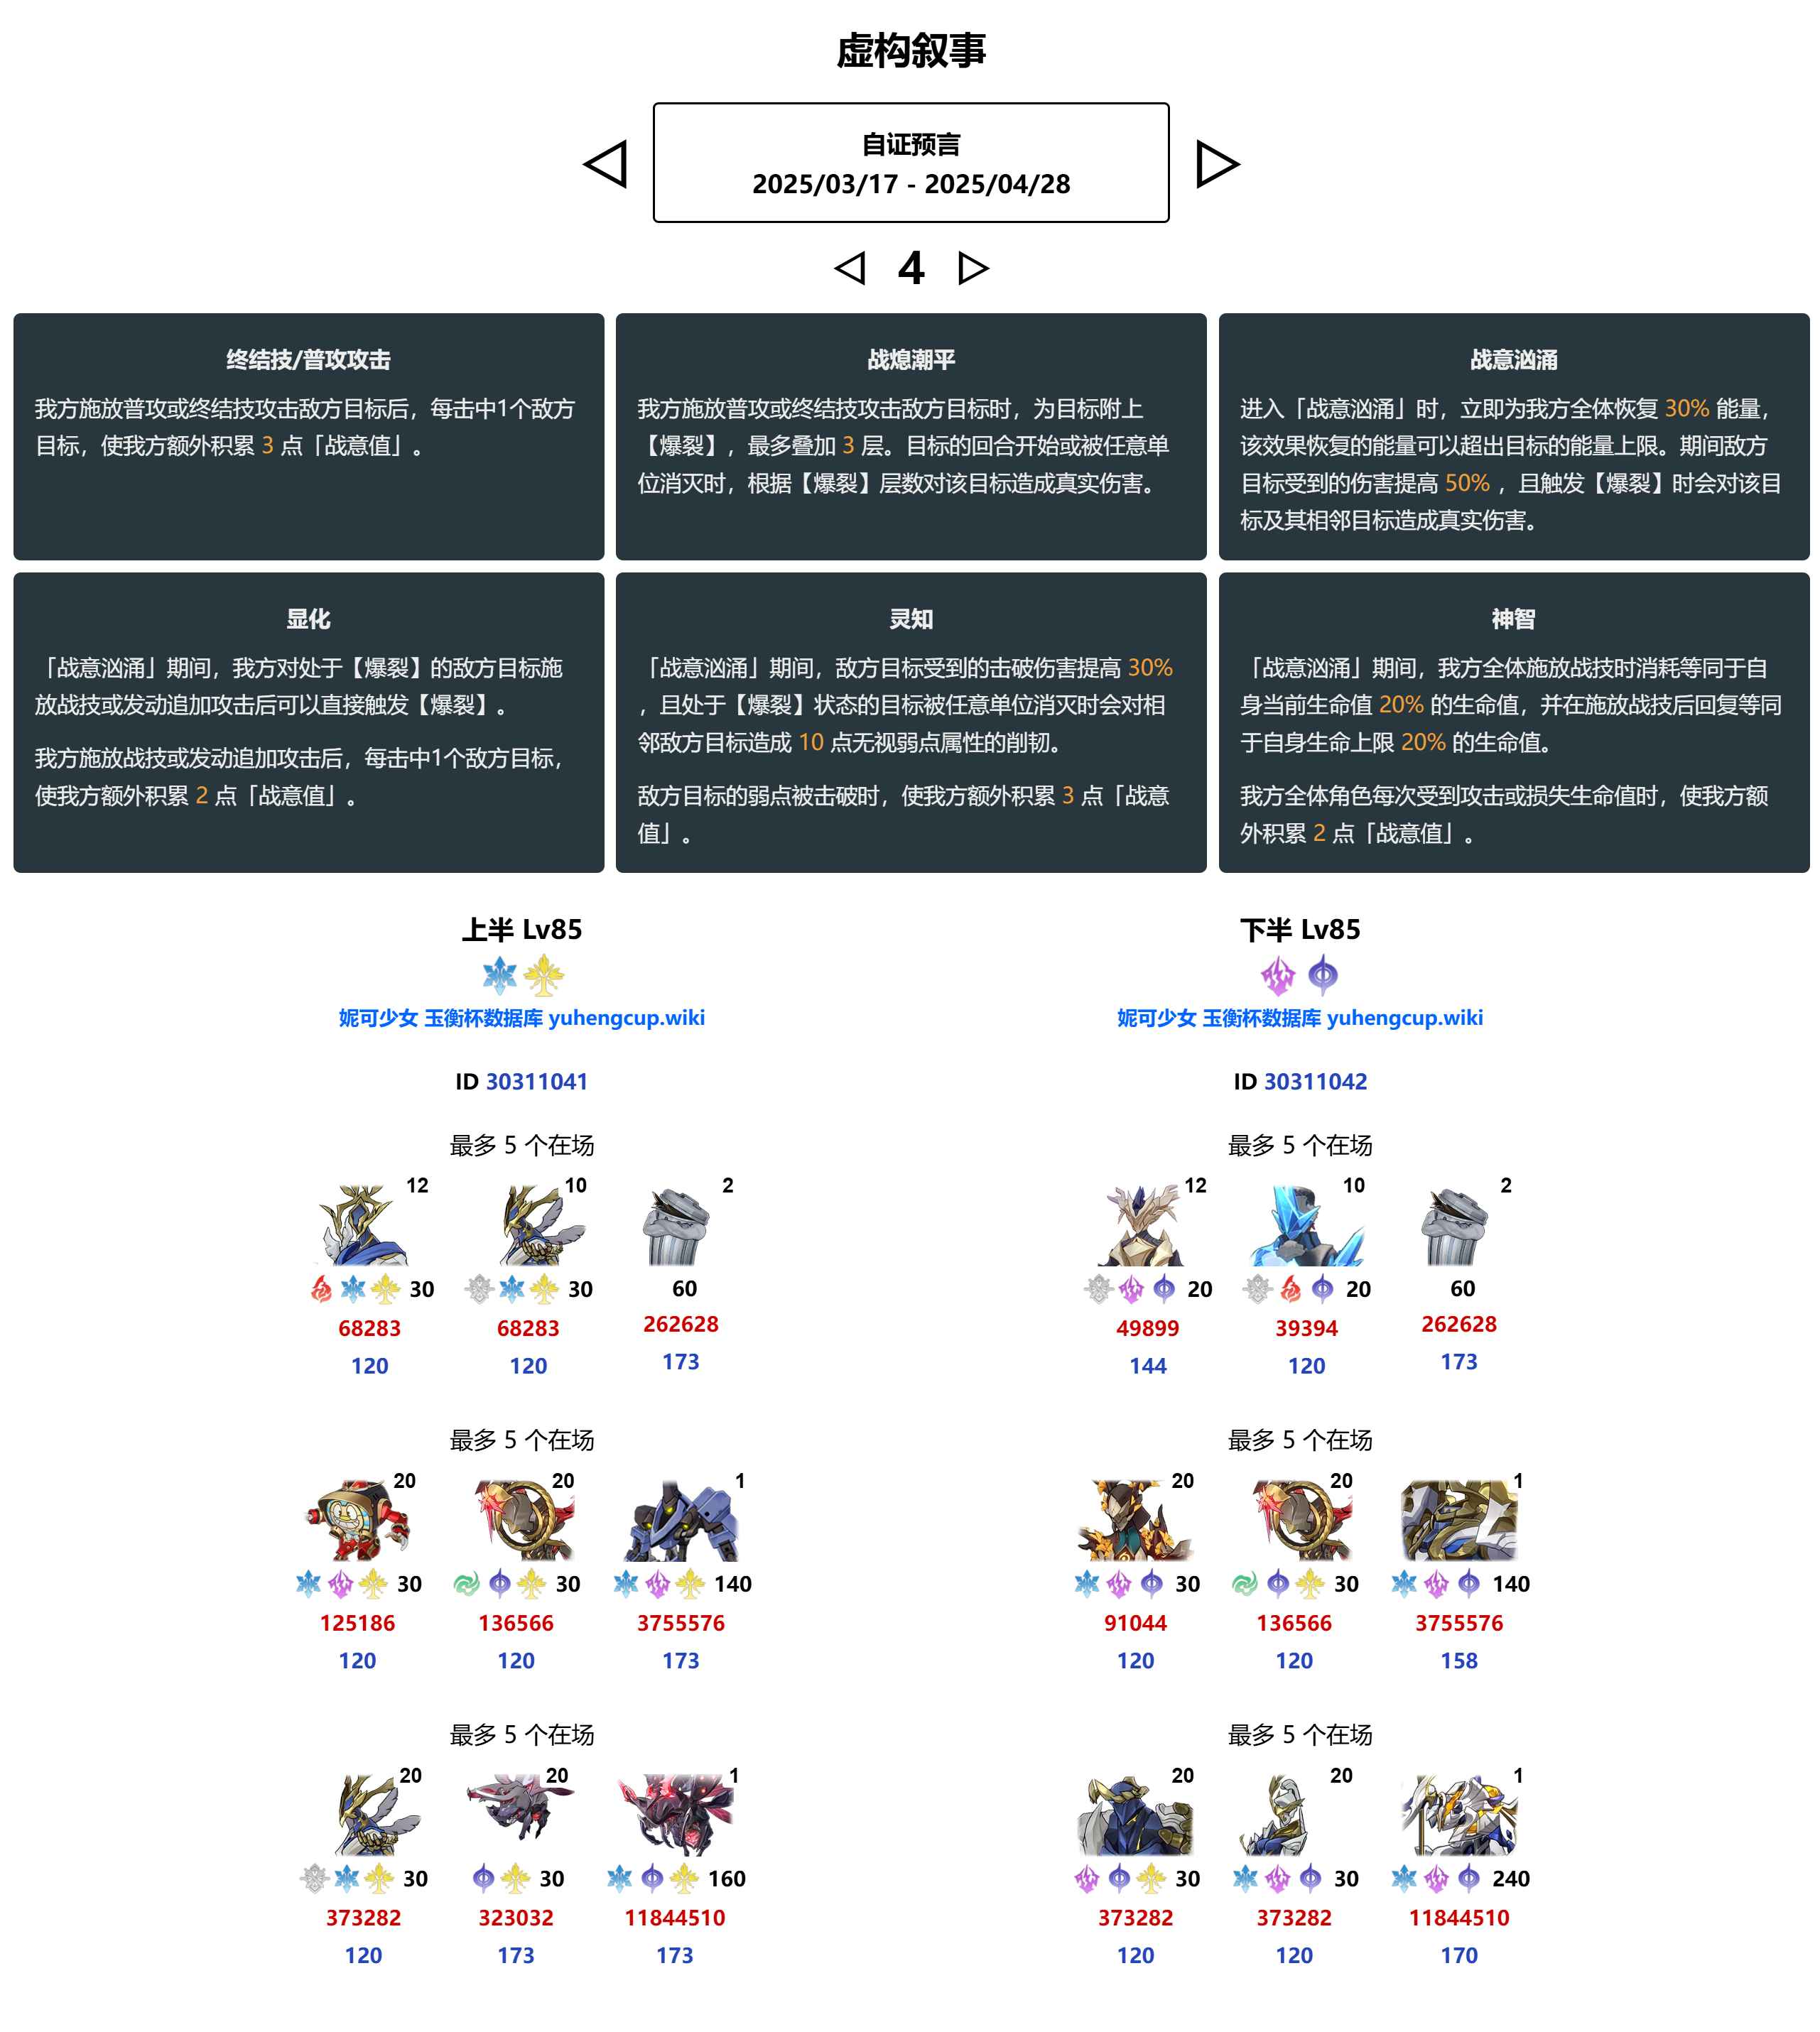 虚构叙事
自证预言
2025/03/17 - 2025/04/28
4
终结技/普攻攻击
我方施放普攻或终结技攻击敌方目标后，每击中1个敌方
目标，使我方额外积累 3 点「战意值」。
战熄潮平
我方施放普攻或终结技攻击敌方目标时，为目标附上
【爆裂】，最多叠加 3 层。目标的回合开始或被任意单
位消灭时，根据【爆裂】层数对该目标造成真实伤害。
战意汹涌
进入「战意汹涌」时，立即为我方全体恢复 30% 能量，
该效果恢复的能量可以超出目标的能量上限。期间敌方
目标受到的伤害提高 50% ，且触发【爆裂】时会对该目
标及其相邻目标造成真实伤害。
显化
「战意汹涌」期间，我方对处于【爆裂】的敌方目标施
放战技或发动追加攻击后可以直接触发【爆裂】。
我方施放战技或发动追加攻击后，每击中1个敌方目标，
使我方额外积累 2 点「战意值」。
灵知
「战意汹涌」期间，敌方目标受到的击破伤害提高 30%
，且处于【爆裂】状态的目标被任意单位消灭时会对相
邻敌方目标造成 10 点无视弱点属性的削韧。
敌方目标的弱点被击破时，使我方额外积累 3 点「战意
值」。
神智
「战意汹涌」期间，我方全体施放战技时消耗等同于自
身当前生命值 20% 的生命值，并在施放战技后回复等同
于自身生命上限 20% 的生命值。
我方全体角色每次受到攻击或损失生命值时，使我方额
外积累 2 点「战意值」。
上半 Lv85
妮可少女 玉衡杯数据库 yuhengcup.wiki
ID 30311041
最多 5 个在场
12 10 2
30 30 60
68283 68283 262628
120 120 173
最多 5 个在场
20 20 1
30 30 140
125186 136566 3755576
120 120 173
最多 5 个在场
20 20 1
30 30 160
373282 323032 11844510
120 173 173
下半 Lv85
妮可少女 玉衡杯数据库 yuhengcup.wiki
ID 30311042
最多 5 个在场
12 10 2
20 20 60
49899 39394 262628
144 120 173
最多 5 个在场
20 20 1
30 30 140
91044 136566 3755576
120 120 158
最多 5 个在场
20 20 1
30 30 240
373282 373282 11844510
120 120 170